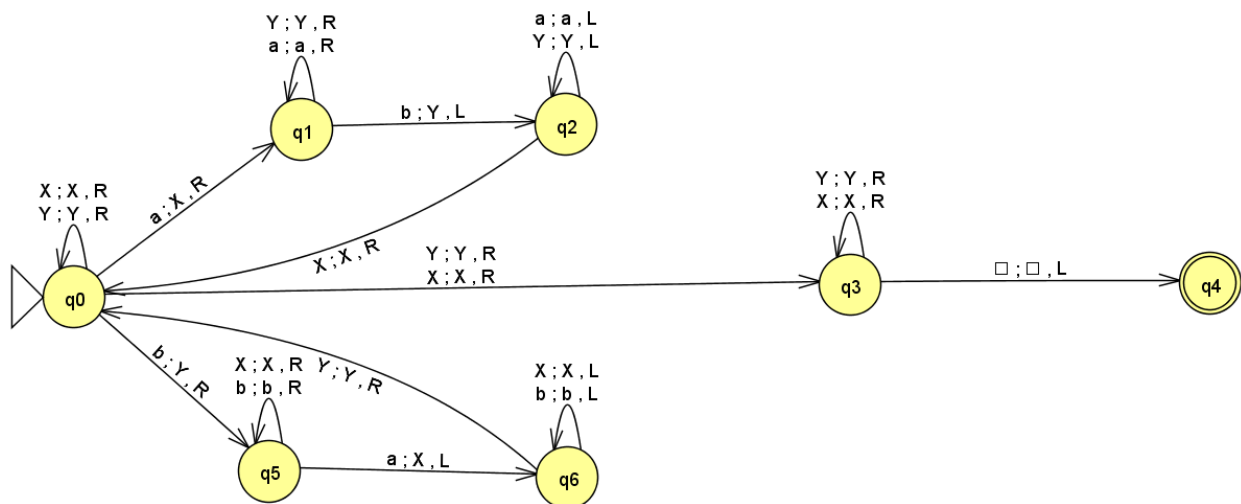 Y ; Y , R
a ; a , R
a ; a , L
Y ; Y , L
q1
b ; Y , L
q2
X ; X , R
Y ; Y , R
a ; X , R
Y ; Y , R
X ; X , R
X ; X , R
Y ; Y , R
X ; X , R
□ ; □ , L
q0
q3
q4
b ; Y , R
X ; X , R
b ; b , R
Y ; Y , R
X ; X , L
b ; b , L
q5
a ; X , L
q6